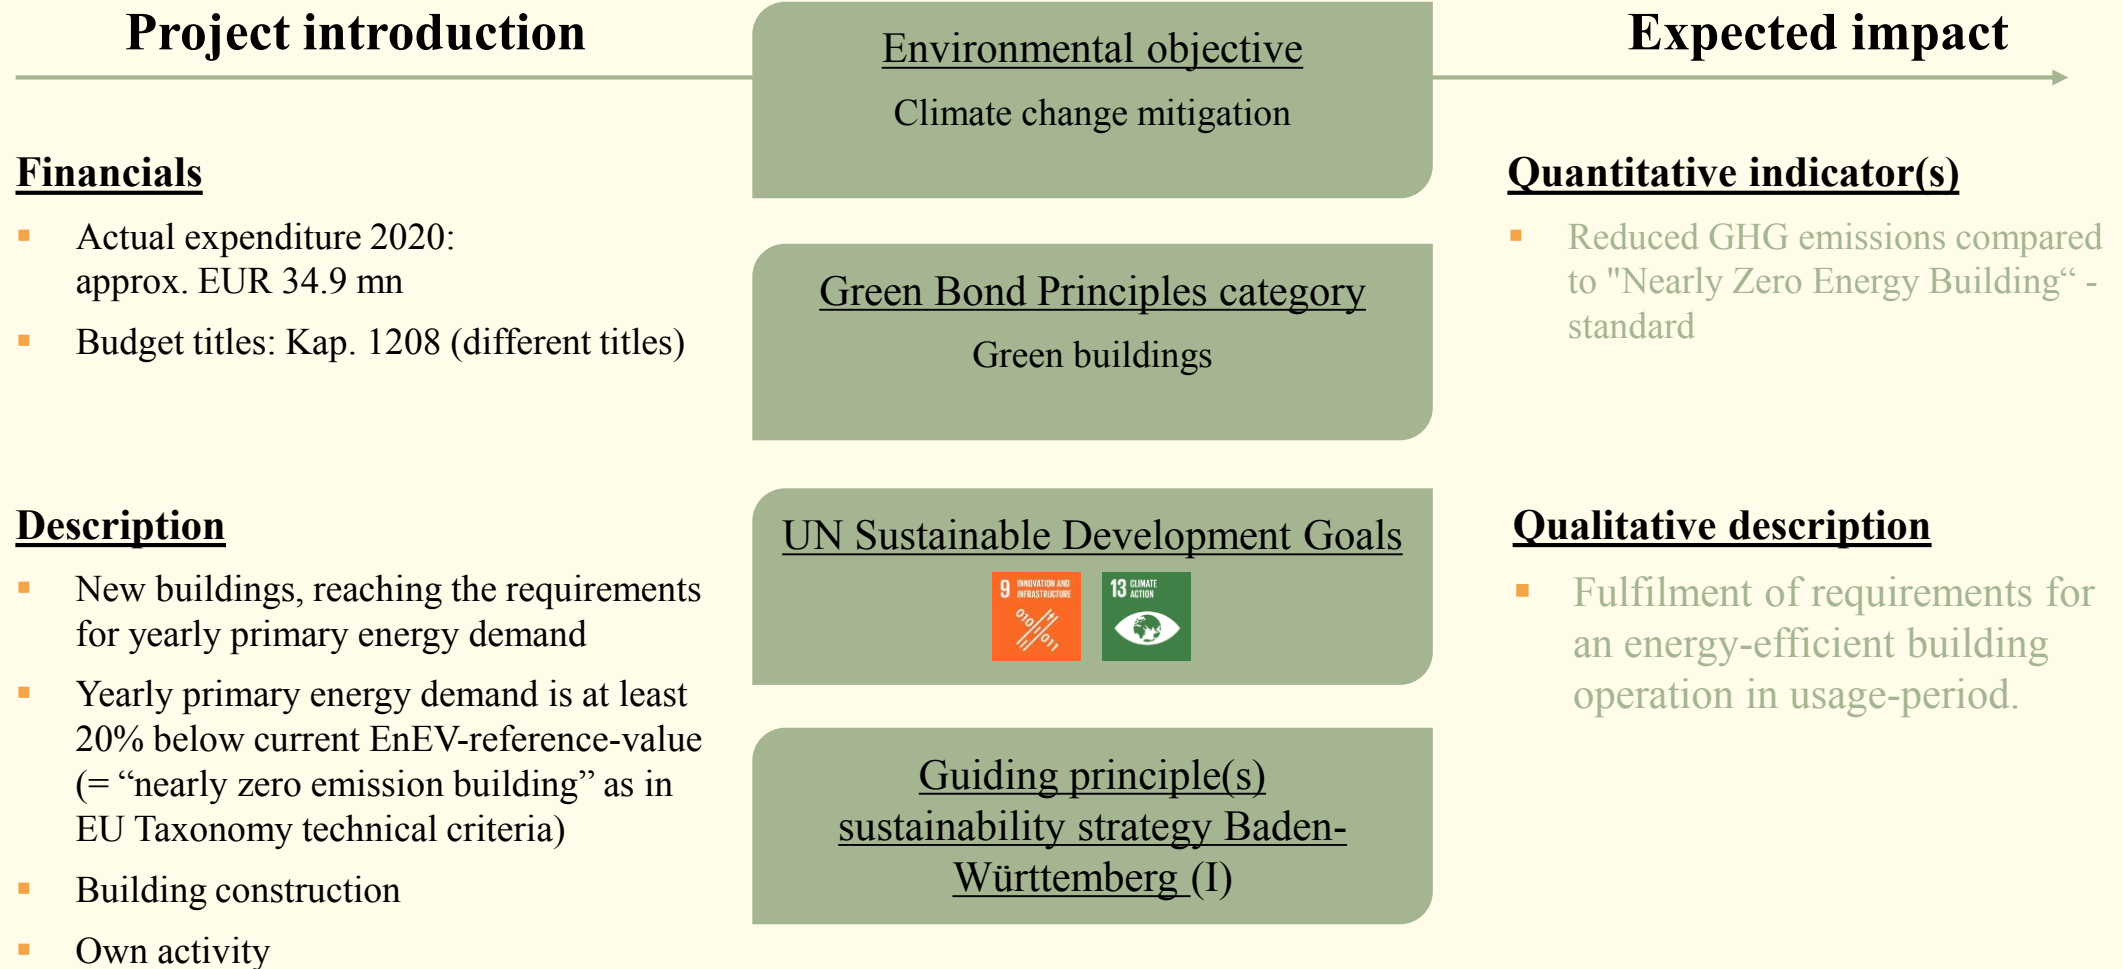 Project introduction
Financials
Actual expenditure 2020:
approx. EUR 34.9 mn
Budget titles: Kap. 1208 (different titles)
Description
New buildings, reaching the requirements
for yearly primary energy demand
Yearly primary energy demand is at least
20% below current EnEV-reference-value
(= “nearly zero emission building” as in
EU Taxonomy technical criteria)
Building construction
Own activity
Environmental objective
Climate change mitigation
Green Bond Principles category
Green buildings
UN Sustainable Development Goals
9 INNOVATION AND
INFRASTRUCTURE
13 CLIMATE
ACTION
Guiding principle(s)
sustainability strategy Baden-
Württemberg (I)
Expected impact
Quantitative indicator(s)
Reduced GHG emissions compared
to "Nearly Zero Energy Building“ -
standard
Qualitative description
Fulfilment of requirements for
an energy-efficient building
operation in usage-period.